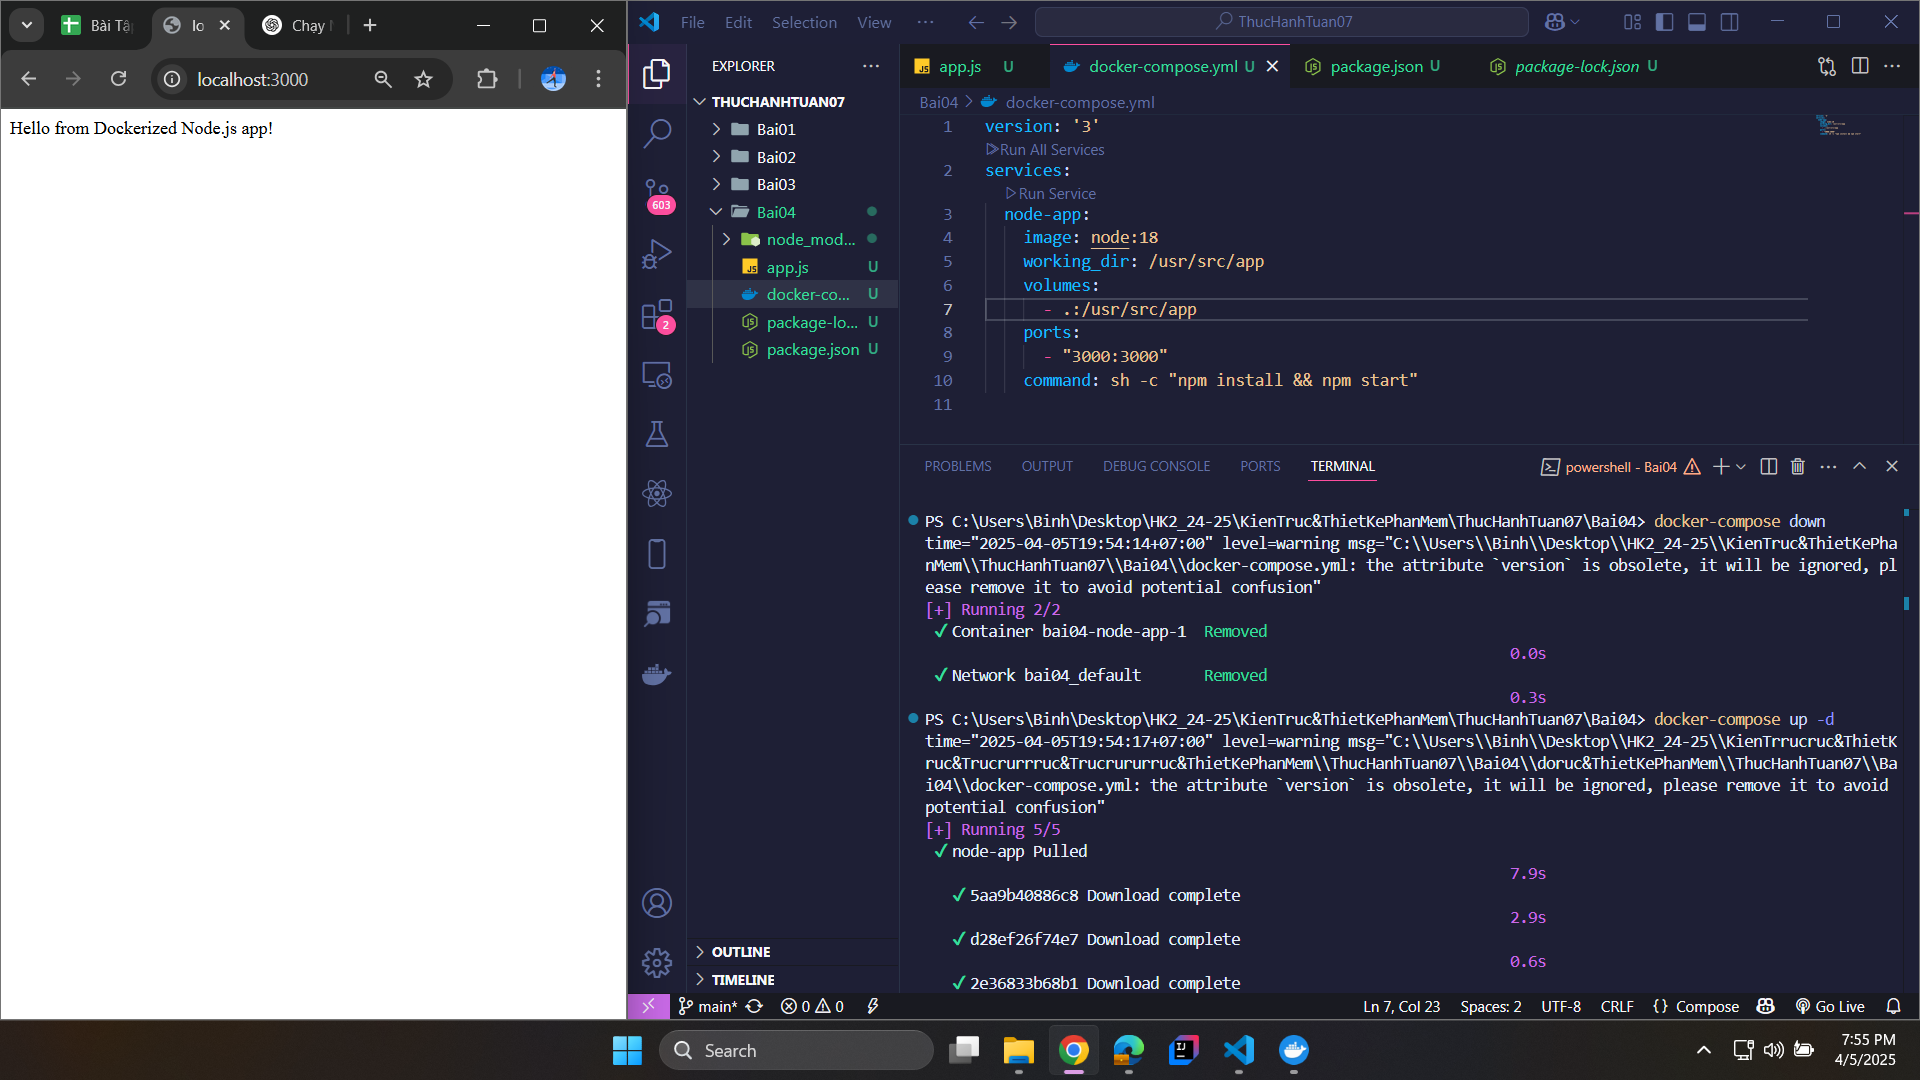 Bài Tậ
lo
Chạy
localhost:3000
Hello from Dockerized Node.js app!
File Edit Selection View
ThucHanhTuan07
EXPLORER
THUCHANHTUAN07
Bai01
Bai02
Bai03
Bai04
node_mod...
app.js U
docker-co... U
package-lo... U
package.json U
603
2
OUTLINE
TIMELINE
app.js U
docker-compose.yml U
package.json U
package-lock.json U
Bai04 > docker-compose.yml
1 version: '3'
Run All Services
2 services:
Run Service
3 node-app:
4 image: node:18
5 working_dir: /usr/src/app
6 volumes:
7 - .:/usr/src/app
8 ports:
9 - "3000:3000"
10 command: sh -c "npm install && npm start"
11
PROBLEMS OUTPUT DEBUG CONSOLE PORTS TERMINAL
powershell - Bai04
PS C:\Users\Binh\Desktop\HK2_24-25\KienTruc&ThietKePhanMem\ThucHanhTuan07\Bai04> docker-compose down
time="2025-04-05T19:54:14+07:00" level=warning msg="C:\\Users\\Binh\\Desktop\\HK2_24-25\\KienTruc&ThietKePha
nMem\\ThucHanhTuan07\\Bai04\\docker-compose.yml: the attribute `version` is obsolete, it will be ignored, pl
ease remove it to avoid potential confusion"
[+] Running 2/2
✓ Container bai04-node-app-1 Removed
0.0s
✓ Network bai04_default Removed
0.3s
PS C:\Users\Binh\Desktop\HK2_24-25\KienTruc&ThietKePhanMem\ThucHanhTuan07\Bai04> docker-compose up -d
time="2025-04-05T19:54:17+07:00" level=warning msg="C:\\Users\\Binh\\Desktop\\HK2_24-25\\KienTrrucruc&ThietK
ruc&Trucrurrruc&Trucrururruc&ThietKePhanMem\\ThucHanhTuan07\\Bai04\\doruc&ThietKePhanMem\\ThucHanhTuan07\\Ba
i04\\docker-compose.yml: the attribute `version` is obsolete, it will be ignored, please remove it to avoid
potential confusion"
[+] Running 5/5
✓ node-app Pulled
7.9s
✓ 5aa9b40886c8 Download complete
2.9s
✓ d28ef26f74e7 Download complete
0.6s
✓ 2e36833b68b1 Download complete
main* 0 0
Ln 7, Col 23 Spaces: 2 UTF-8 CRLF {} Compose Go Live
Search
7:55 PM
4/5/2025